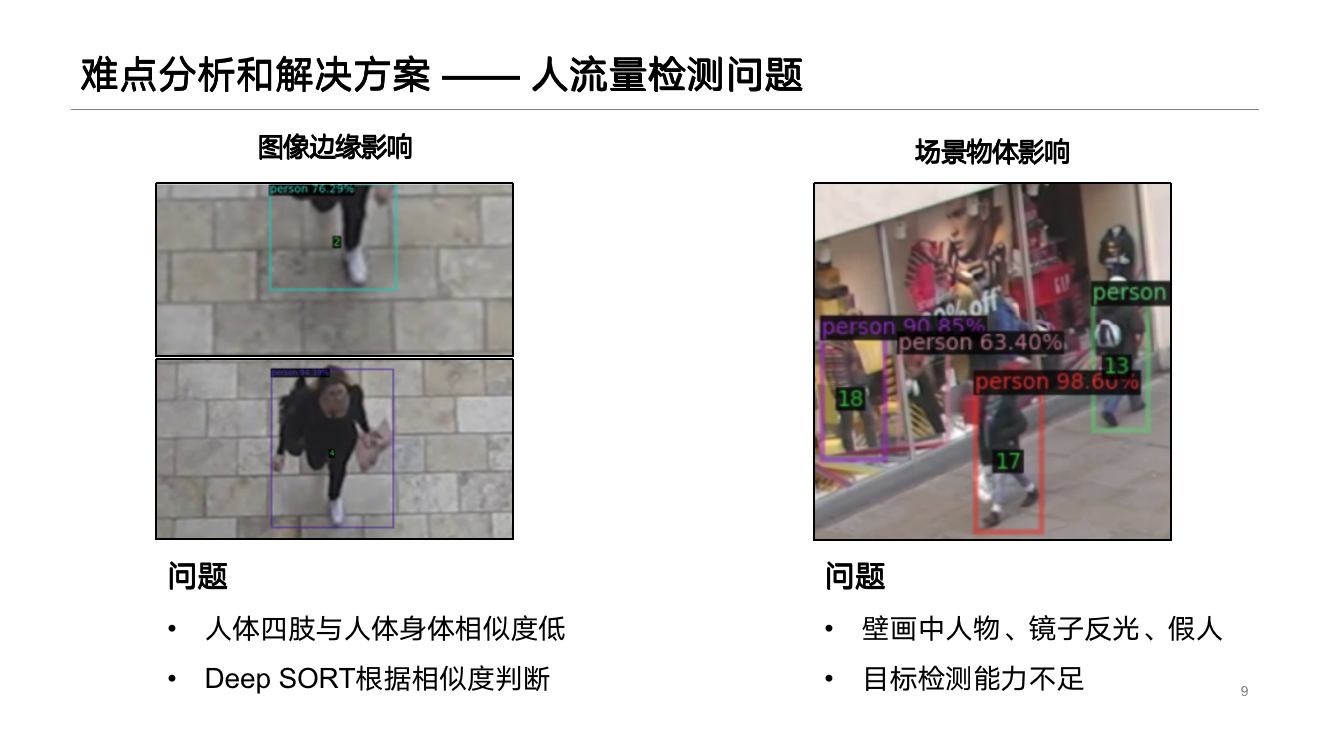 难点分析和解决方案 —— 人流量检测问题
图像边缘影响
person 76.29%
2
person 94.39%
4
问题
• 人体四肢与人体身体相似度低
• Deep SORT根据相似度判断
场景物体影响
% off
GAP
person
person 90.85%
person 63.40%
13
person 98.60%
18
17
问题
• 壁画中人物、镜子反光、假人
• 目标检测能力不足
9